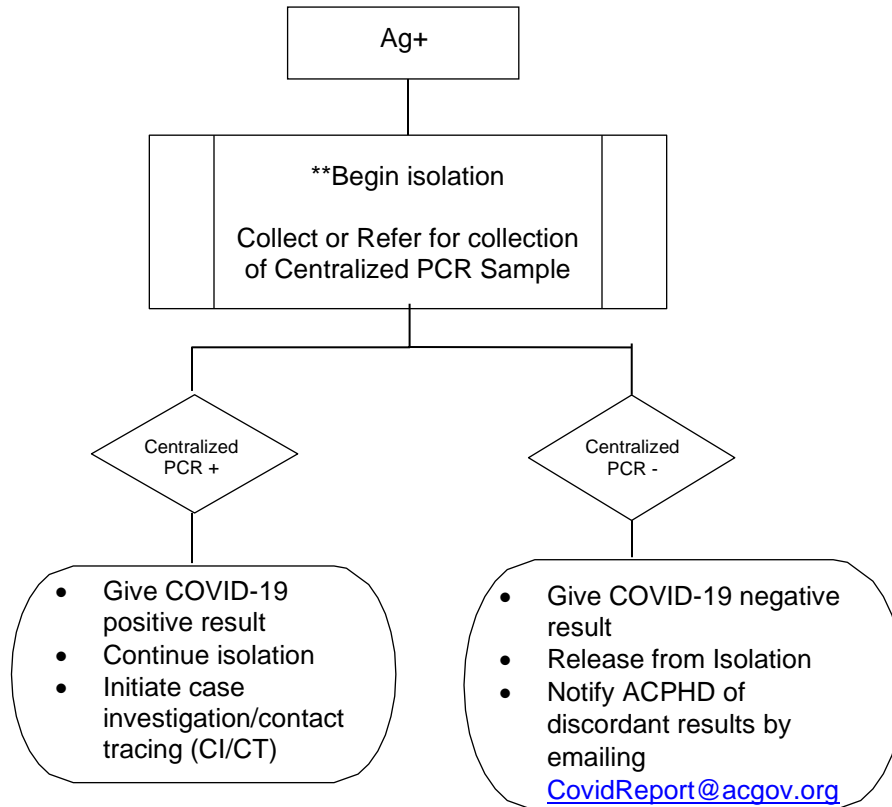 Ag+
**Begin isolation
Collect or Refer for collection
of Centralized PCR Sample
Centralized
PCR +
Centralized
PCR -
• Give COVID-19
positive result
• Continue isolation
• Initiate case
investigation/contact
tracing (CI/CT)
• Give COVID-19 negative
result
• Release from Isolation
• Notify ACPHD of
discordant results by
emailing
CovidReport@acgov.org